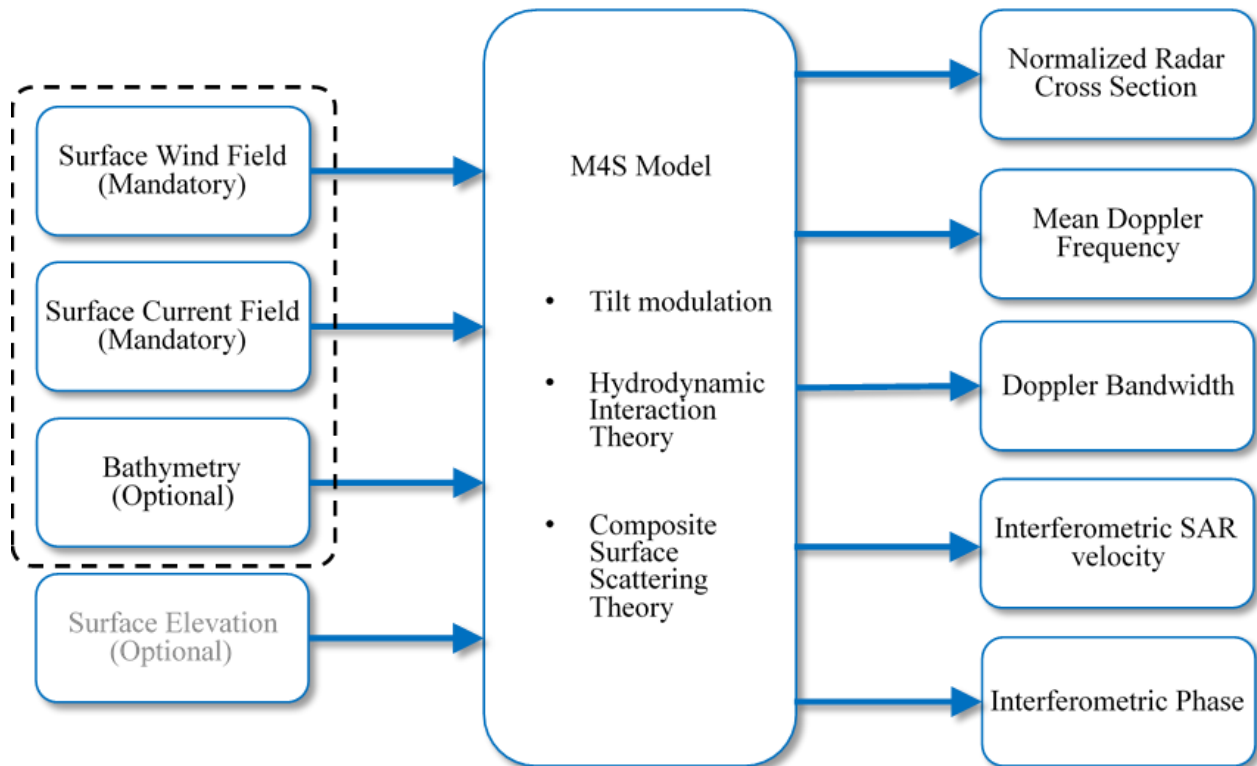 Surface Wind Field
(Mandatory)
Surface Current Field
(Mandatory)
Bathymetry
(Optional)
Surface Elevation
(Optional)
M4S Model
• Tilt modulation
• Hydrodynamic
Interaction
Theory
• Composite
Surface
Scattering
Theory
Normalized Radar
Cross Section
Mean Doppler
Frequency
Doppler Bandwidth
Interferometric SAR
velocity
Interferometric Phase